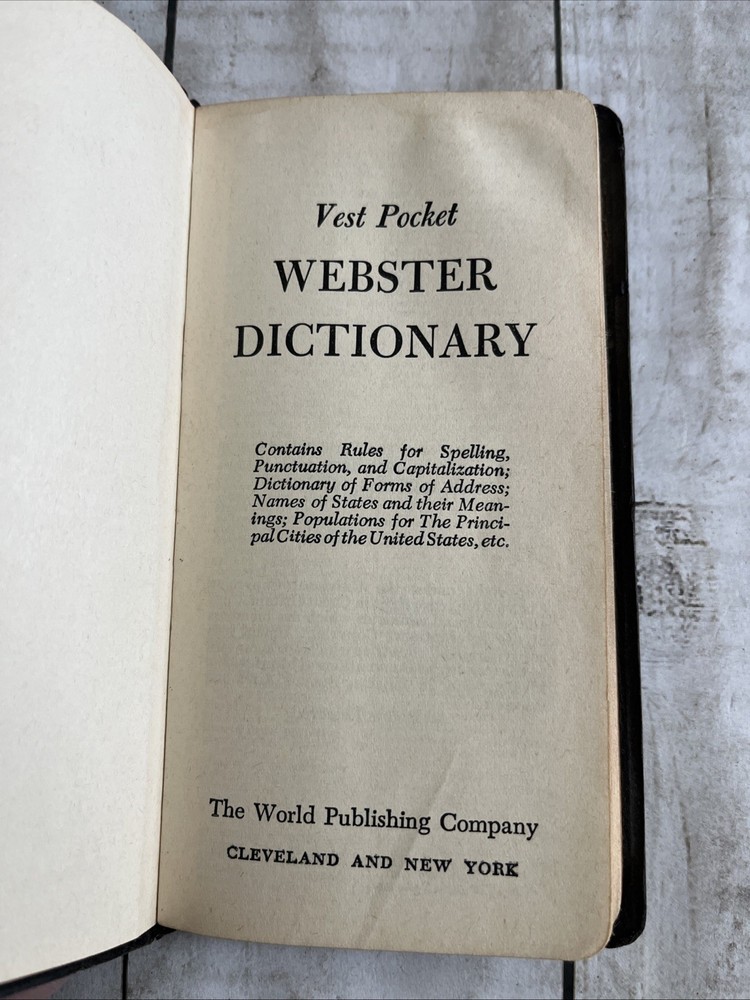 Vest Pocket
WEBSTER
DICTIONARY
Contains Rules for Spelling,
Punctuation, and Capitalization;
Dictionary of Forms of Address;
Names of States and their Mean-
ings; Populations for The Princi-
pal Cities of the United States, etc.
The World Publishing Company
CLEVELAND AND NEW YORK